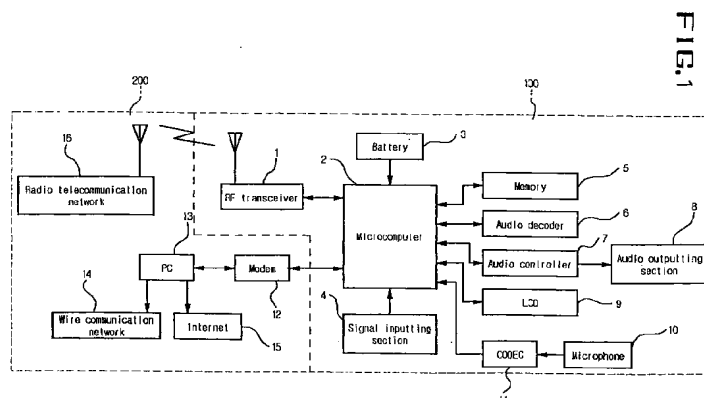 FIG.1
200
100
16
Radio telecommunication
network
1
RF transceiver
2
Microcomputer
3
Battery
5
Memory
6
Audio decoder
7
Audio controller
8
Audio outputting
section
LCD
9
13
PC
14
Wire communication
network
Internet
15
Modem
12
4
Signal inputting
section
CODEC
10
Microphone